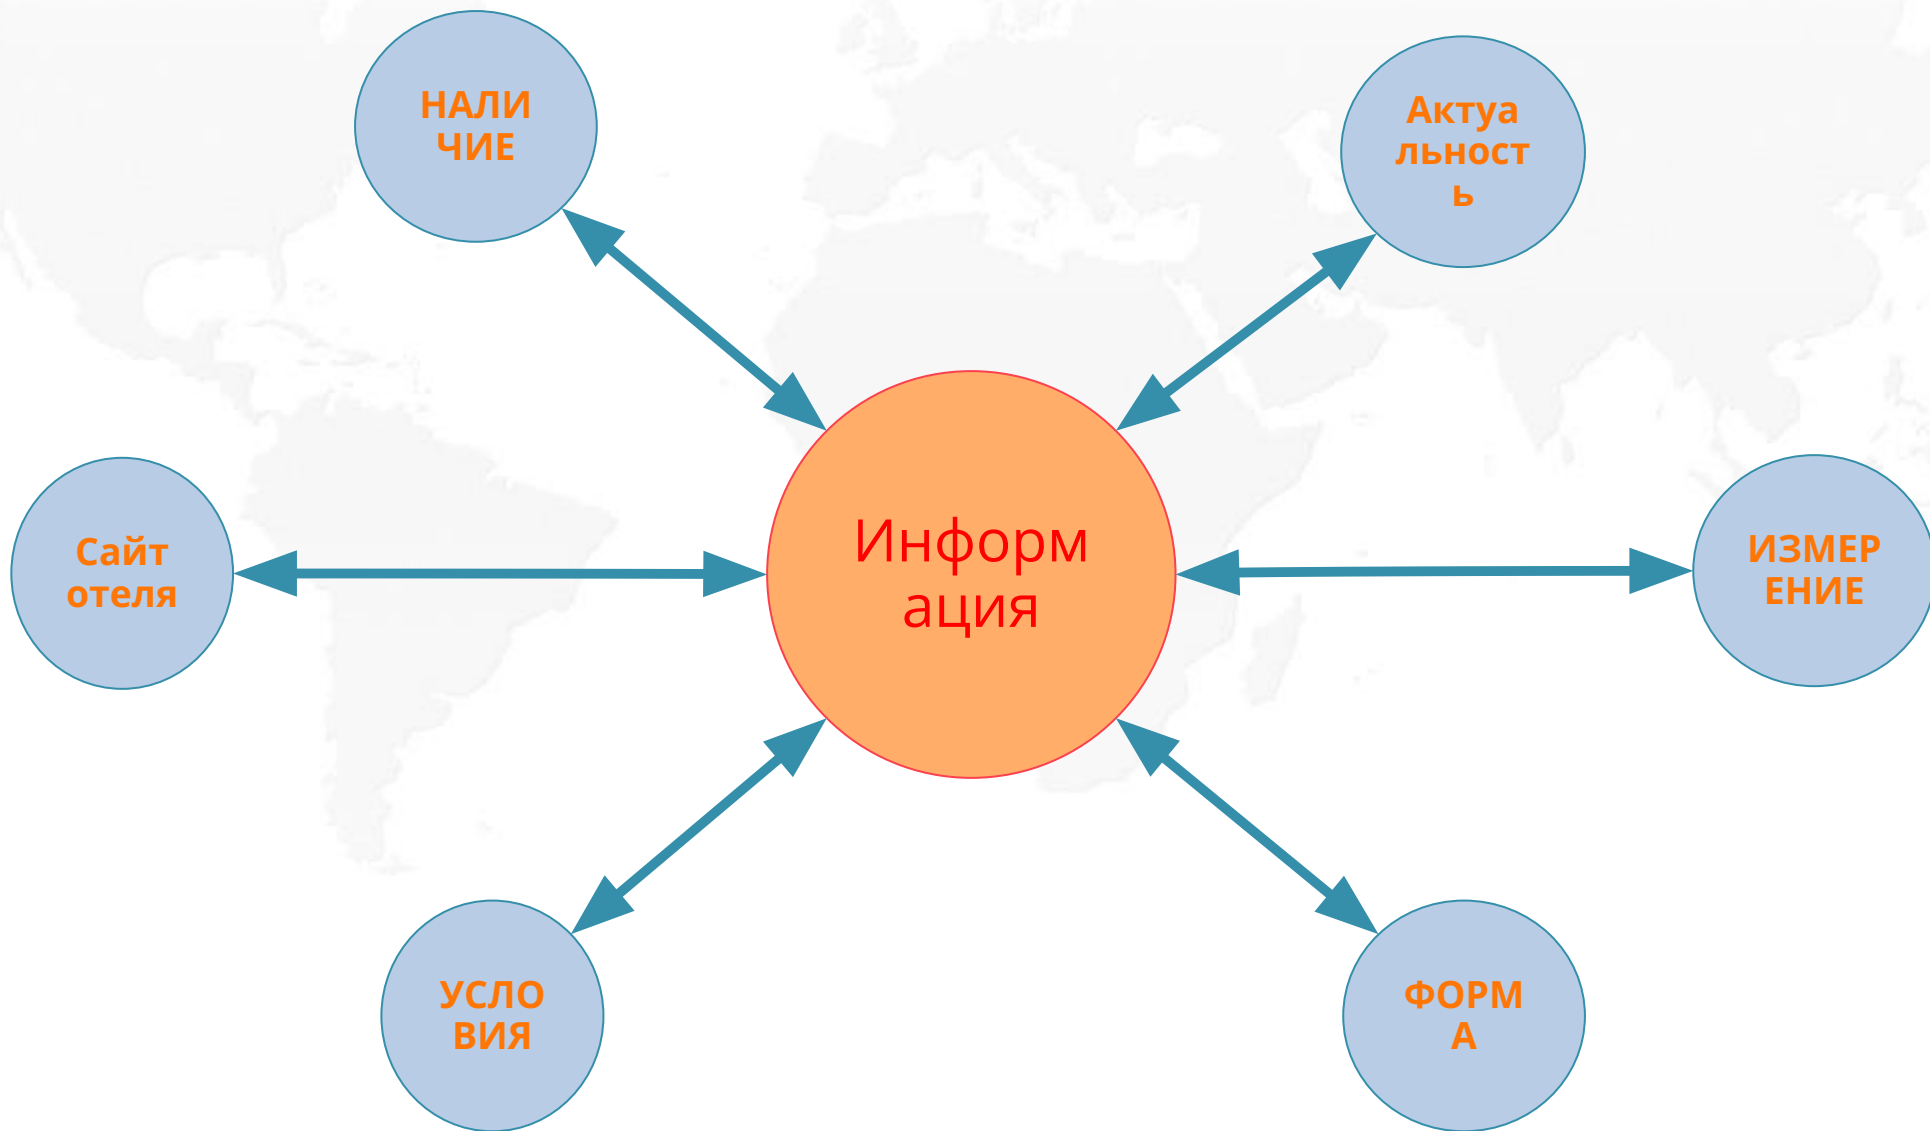 НАЛИ
ЧИЕ
Актуа
льност
ь
Сайт
отеля
Информ
ация
ИЗМЕР
ЕНИЕ
УСЛО
ВИЯ
ФОРМ
А